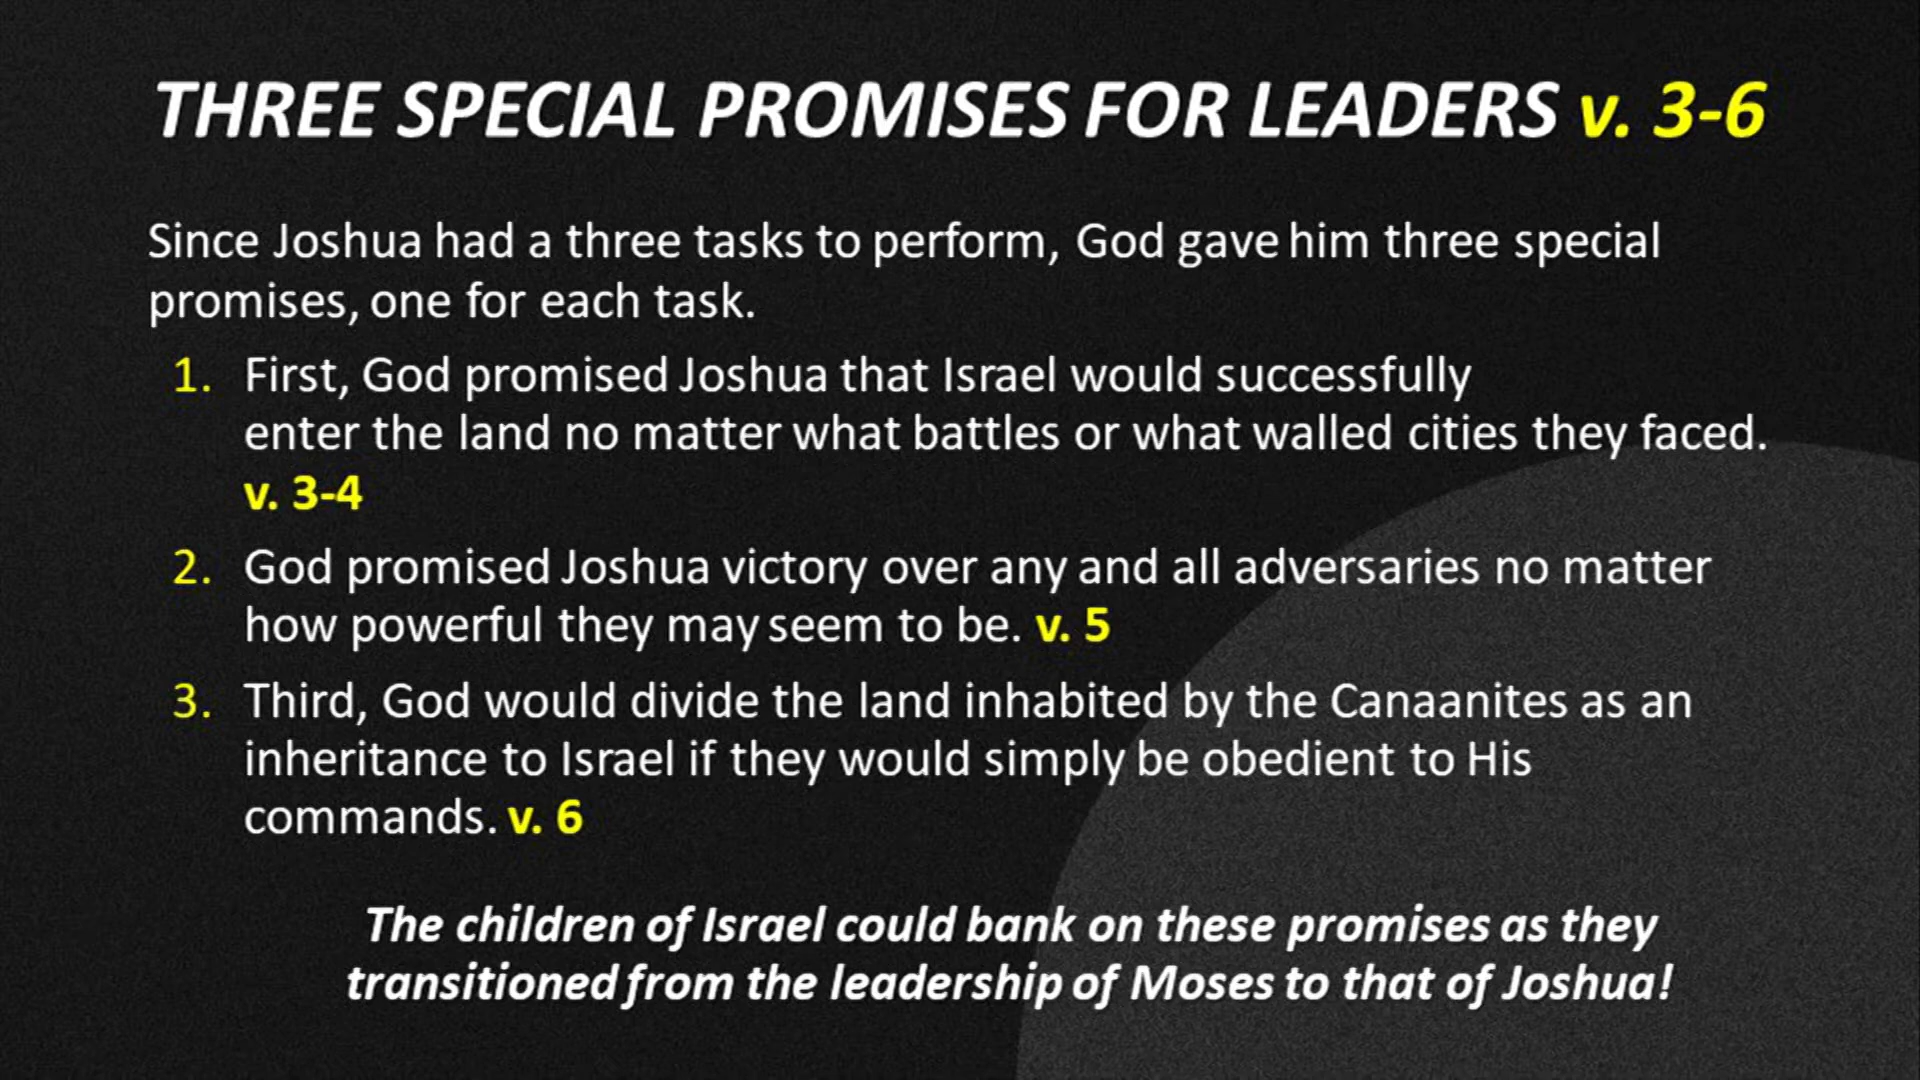 THREE SPECIAL PROMISES FOR LEADERS v. 3-6
Since Joshua had a three tasks to perform, God gave him three special
promises, one for each task.
1. First, God promised Joshua that Israel would successfully
enter the land no matter what battles or what walled cities they faced.
v. 3-4
2. God promised Joshua victory over any and all adversaries no matter
how powerful they may seem to be. v. 5
3. Third, God would divide the land inhabited by the Canaanites as an
inheritance to Israel if they would simply be obedient to His
commands. v. 6
The children of Israel could bank on these promises as they
transitioned from the leadership of Moses to that of Joshua!